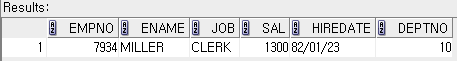 Results:
EMPNO ENAME JOB SAL HIREDATE DEPTNO
1 7934 MILLER CLERK 1300 82/01/23 10